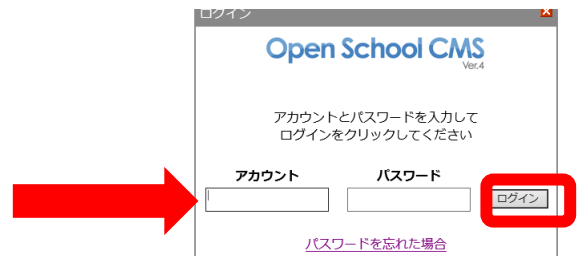 ログイン
Open School CMS
Ver.4
アカウントとパスワードを入力して
ログインをクリックしてください
アカウント パスワード
ログイン
パスワードを忘れた場合